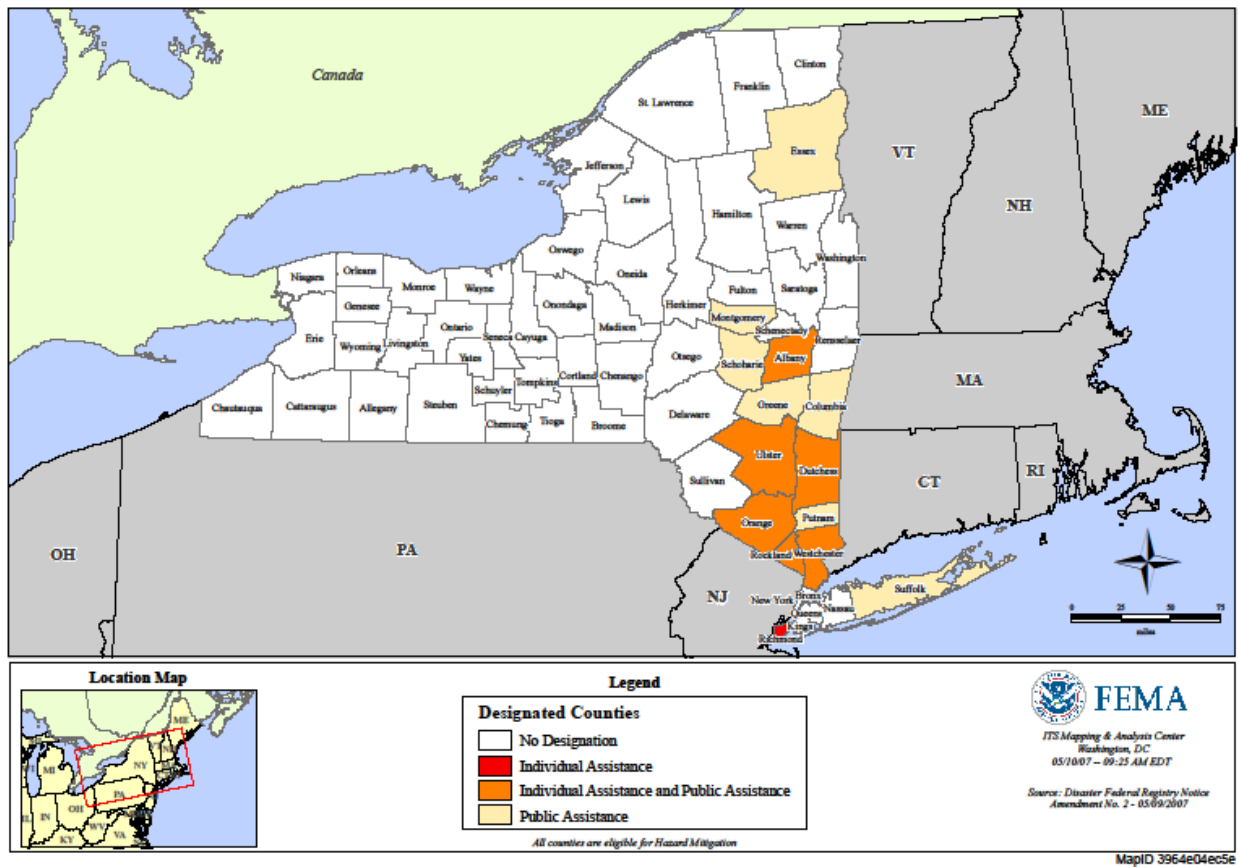 Canada
Clinton
Franklin
St. Lawrence
ME
Essex
VT
Jefferson
NH
Lewis
Hamilton
Warren
Oswego
Washington
Oneida
Niagara
Orleans
Monroe
Wayne
Fulton
Saratoga
Herkimer
Genesee
Onondaga
Montgomery
Ontario
Madison
Schenectady
Erie
Wyoming
Livingston
Seneca
Cayuga
Rensselaer
Yates
Otsego
Schoharie
Albany
Cortland
Chenango
MA
Schuyler
Tompkins
Chautauqua
Cattaraugus
Allegany
Steuben
Greene
Columbia
Delaware
Chemung
Tioga
Broome
Ulster
Dutchess
RI
Sullivan
CT
Putnam
Orange
OH
PA
Rockland
Westchester
Suffolk
NJ
New York
Bronx
Nassau
Queens
Kings
Richmond
0 25 50 75
miles
Location Map
ME
NY
MI
PA
OH
IN
WV
VA
KY
Legend
Designated Counties
No Designation
Individual Assistance
Individual Assistance and Public Assistance
Public Assistance
All counties are eligible for Hazard Mitigation
FEMA
ITS Mapping & Analysis Center
Washington, DC
05/10/07 -- 09:25 AM EDT
Source: Disaster Federal Registry Notice
Amendment No. 2 - 05/09/2007
MapID 3964e04ec5e